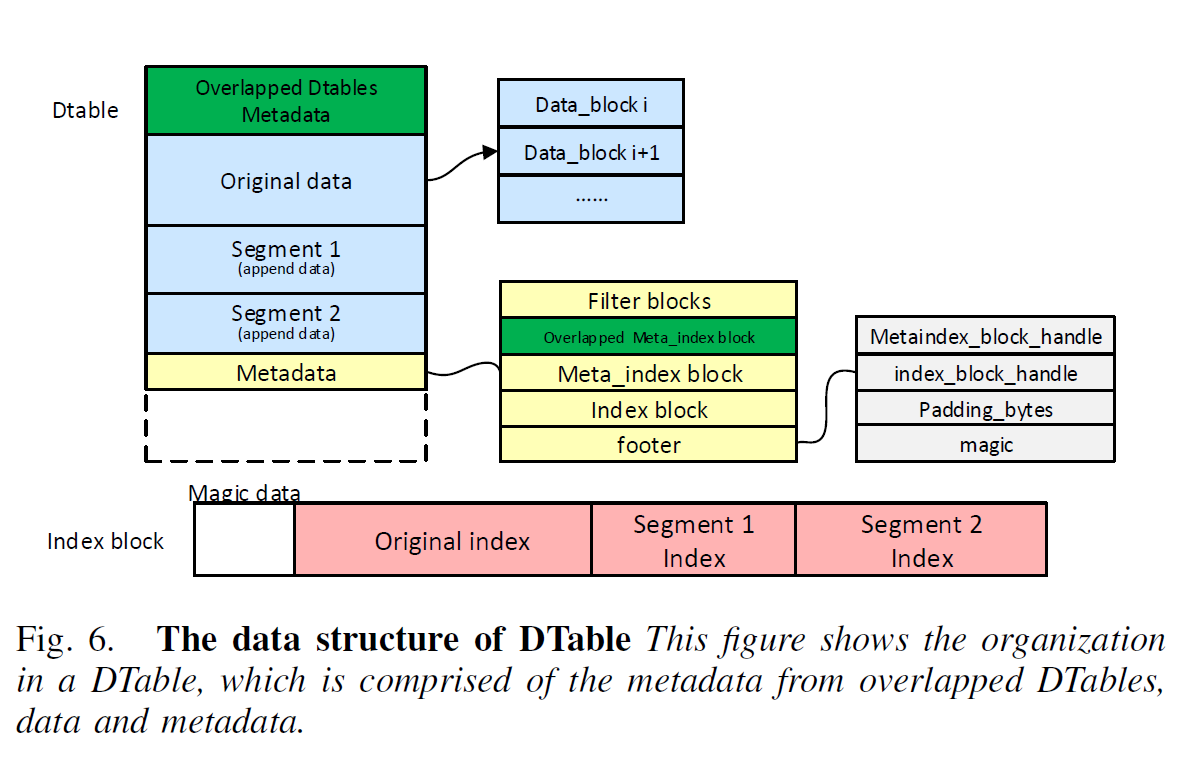 Dtable
Overlapped Dtables
Metadata
Original data
Segment 1
(append data)
Segment 2
(append data)
Metadata
Data_block i
Data_block i+1
......
Filter blocks
Overlapped Meta_index block
Meta_index block
Index block
footer
Metaindex_block_handle
index_block_handle
Padding_bytes
magic
Magic data
Index block
Original index
Segment 1
Index
Segment 2
Index
Fig. 6. The data structure of DTable This figure shows the organization
in a DTable, which is comprised of the metadata from overlapped DTables,
data and metadata.